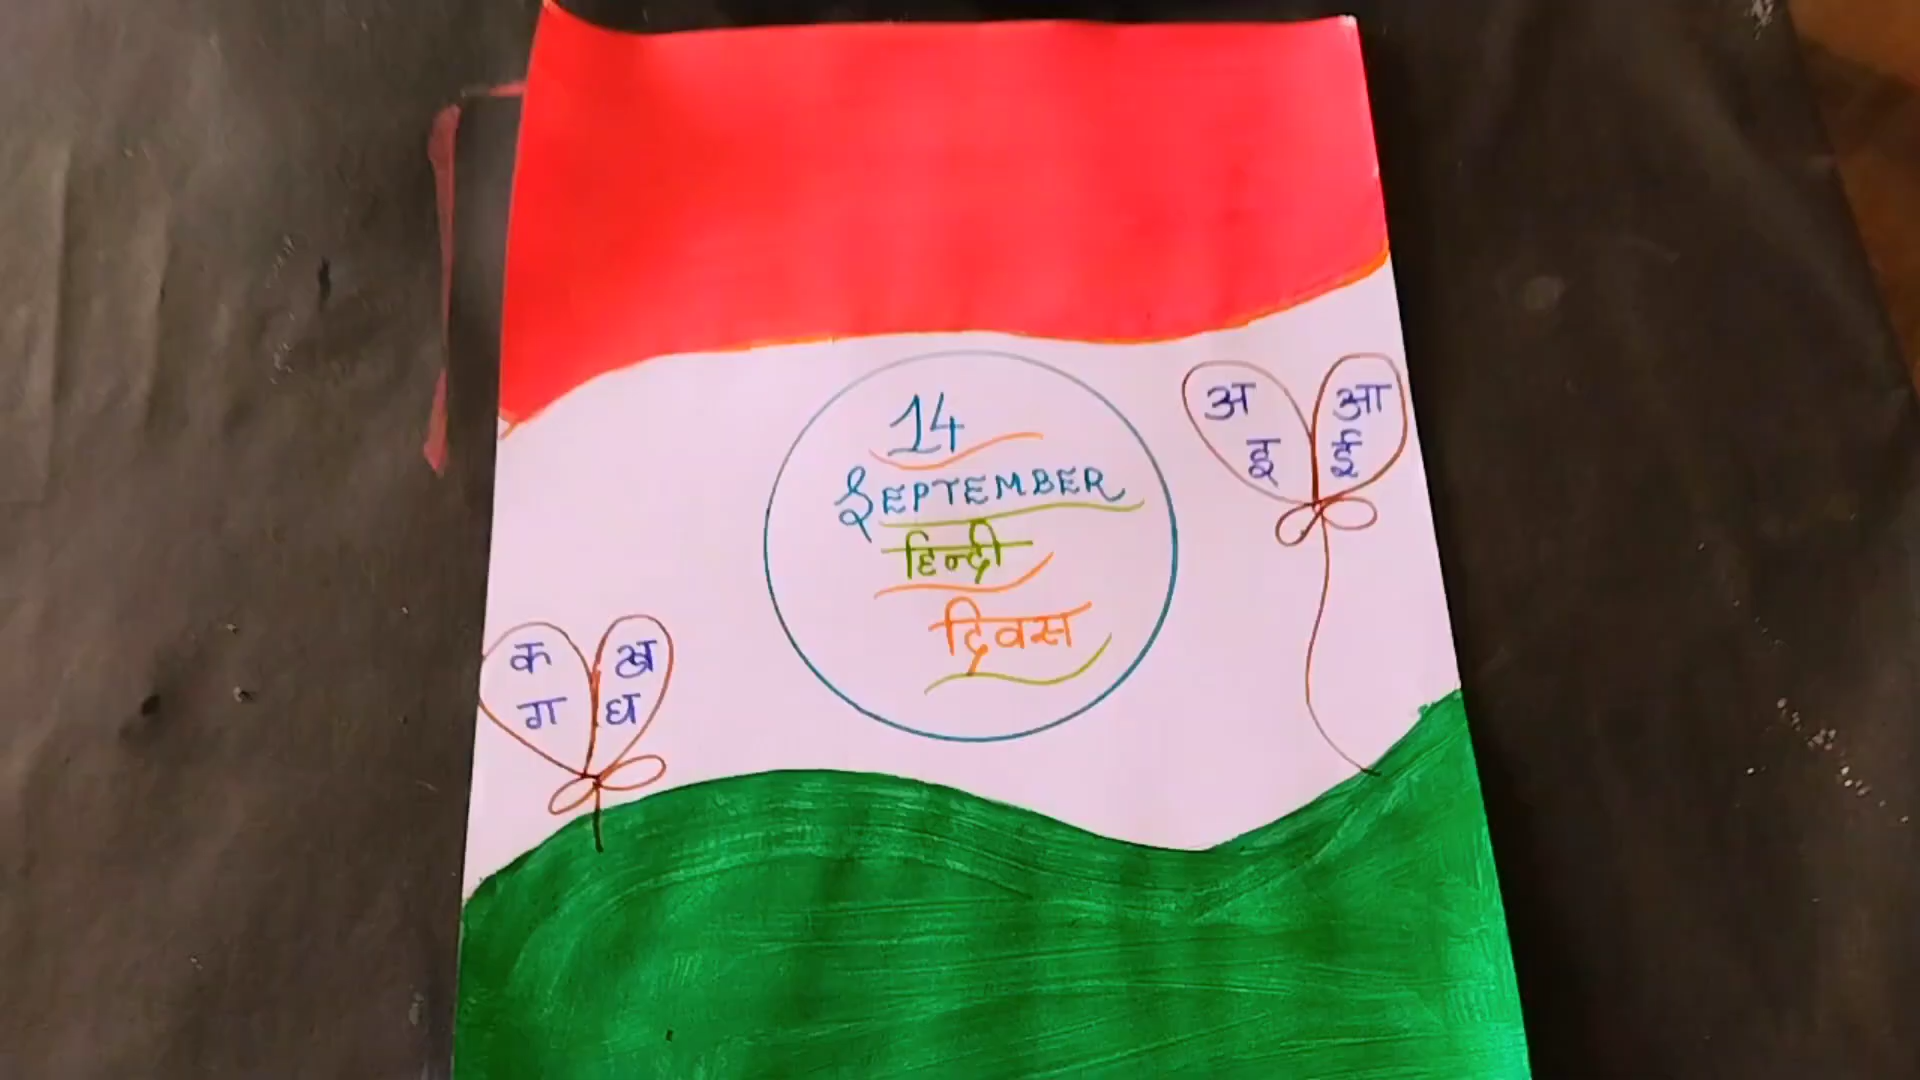 14
SEPTEMBER
हिन्दी
दिवस
अ आ
इ ई
क ख
ग घ